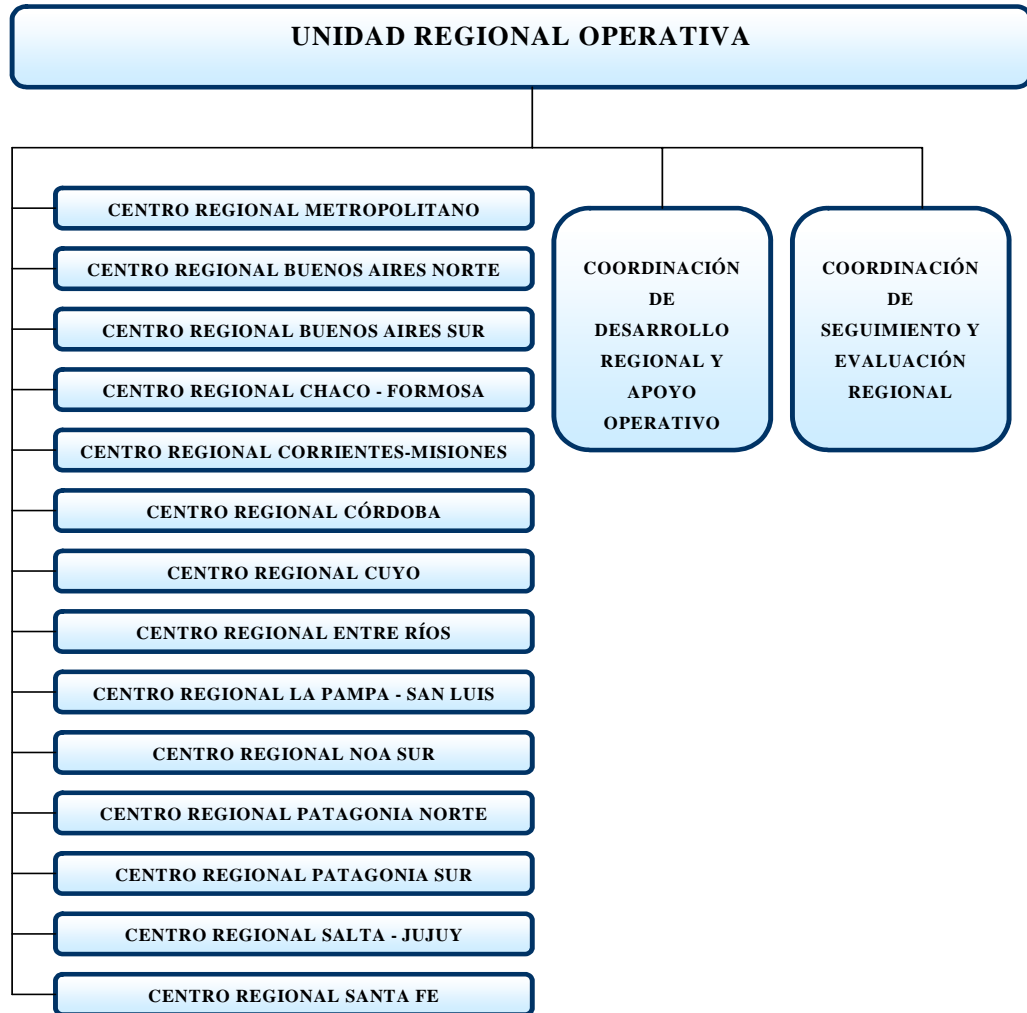 UNIDAD REGIONAL OPERATIVA
CENTRO REGIONAL METROPOLITANO
CENTRO REGIONAL BUENOS AIRES NORTE
CENTRO REGIONAL BUENOS AIRES SUR
CENTRO REGIONAL CHACO - FORMOSA
CENTRO REGIONAL CORRIENTES-MISIONES
CENTRO REGIONAL CÓRDOBA
CENTRO REGIONAL CUYO
CENTRO REGIONAL ENTRE RÍOS
CENTRO REGIONAL LA PAMPA - SAN LUIS
CENTRO REGIONAL NOA SUR
CENTRO REGIONAL PATAGONIA NORTE
CENTRO REGIONAL PATAGONIA SUR
CENTRO REGIONAL SALTA - JUJUY
CENTRO REGIONAL SANTA FE
COORDINACIÓN
DE
DESARROLLO
REGIONAL Y
APOYO
OPERATIVO
COORDINACIÓN
DE
SEGUIMIENTO Y
EVALUACIÓN
REGIONAL